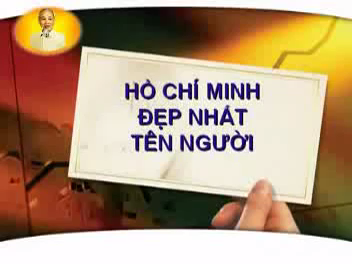 HỒ CHÍ MINH
ĐẸP NHẤT
TÊN NGƯỜI